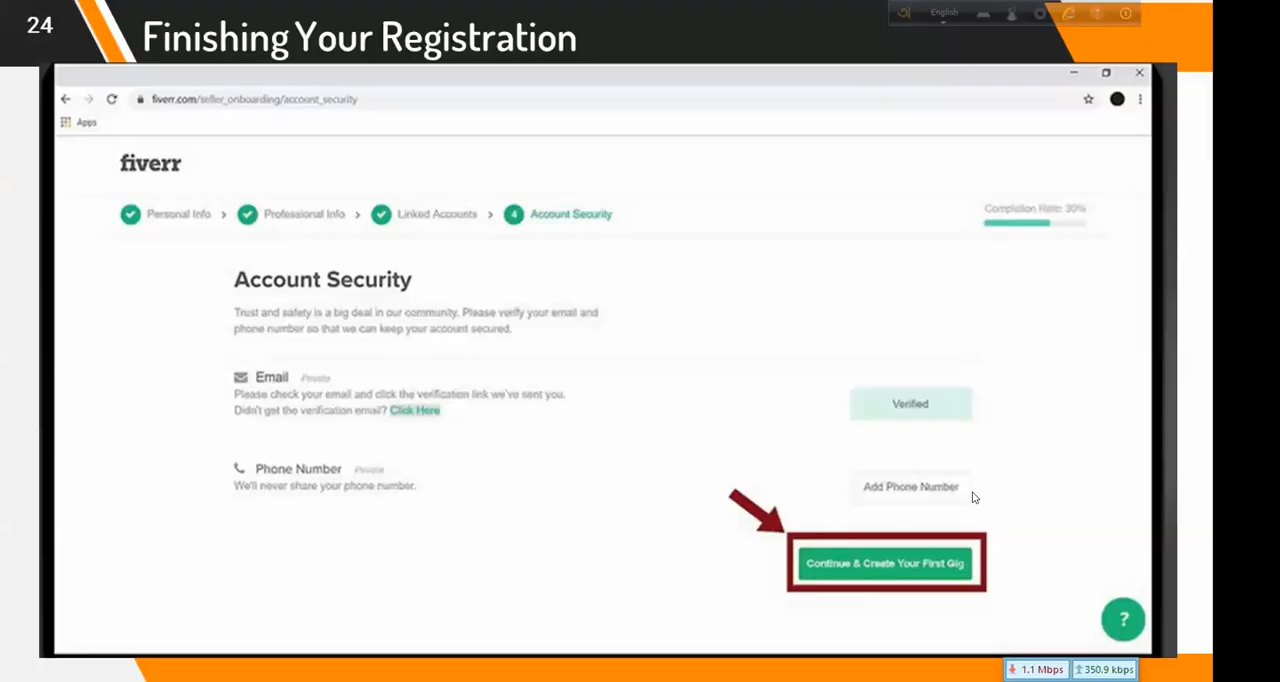 24
Finishing Your Registration
English
fiverr.com/seller_onboarding/account_security
Apps
fiverr
Personal Info > Professional Info > Linked Accounts > 4 Account Security
Completion Rate: 30%
Account Security
Trust and safety is a big deal in our community. Please verify your email and
phone number so that we can keep your account secured.
Email Private
Please check your email and click the verification link we've sent you.
Didn't get the verification email? Click Here
Verified
Phone Number Private
We'll never share your phone number.
Add Phone Number
Continue & Create Your First Gig
?
1.1 Mbps 350.9 kbps